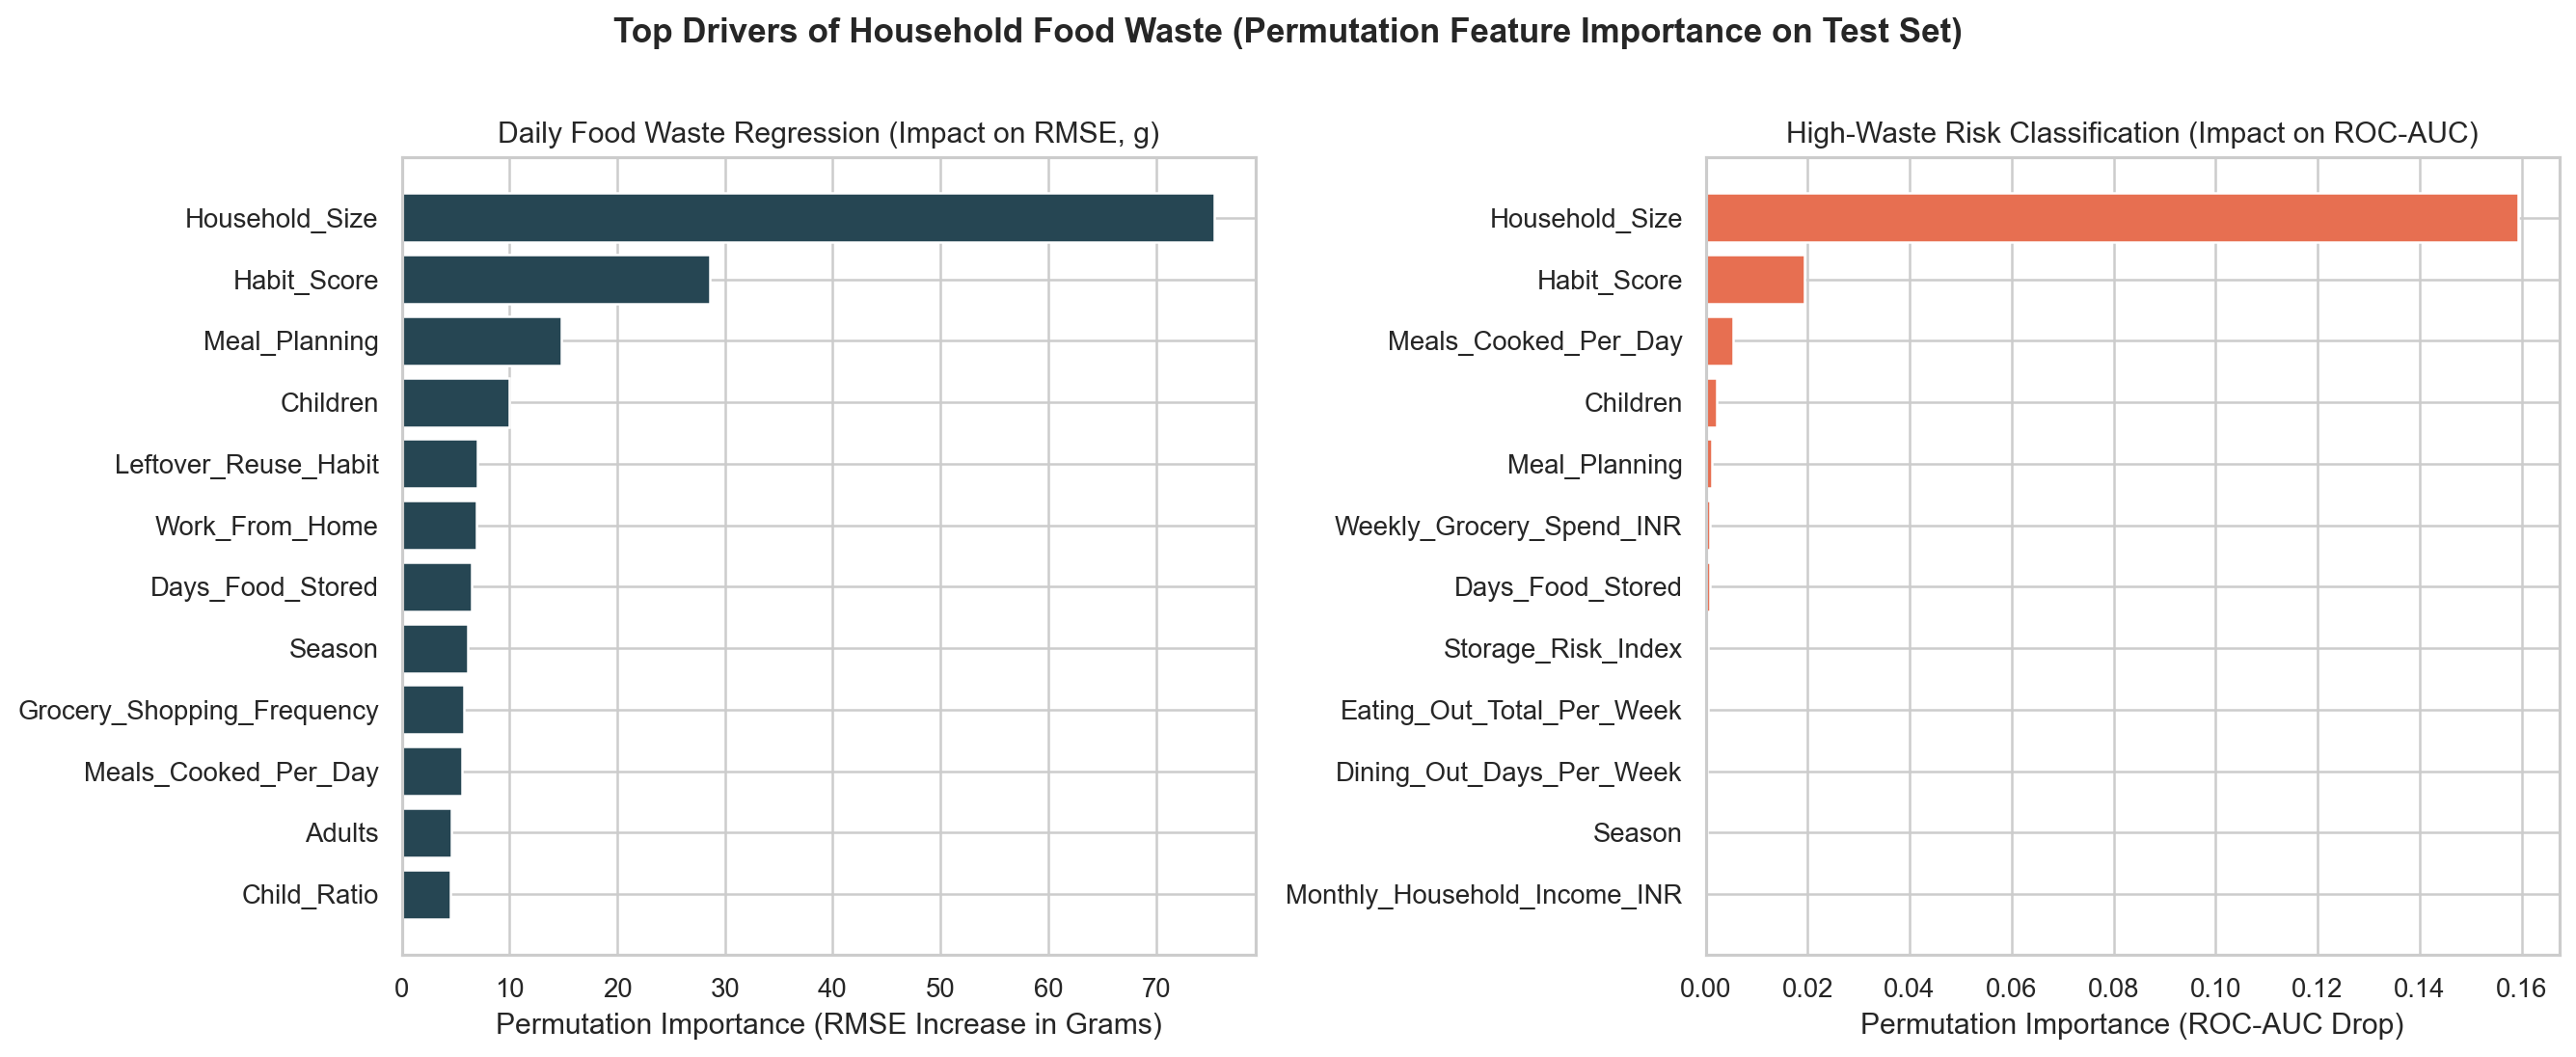 Top Drivers of Household Food Waste (Permutation Feature Importance on Test Set)
Daily Food Waste Regression (Impact on RMSE, g)
Household_Size
Habit_Score
Meal_Planning
Children
Leftover_Reuse_Habit
Work_From_Home
Days_Food_Stored
Season
Grocery_Shopping_Frequency
Meals_Cooked_Per_Day
Adults
Child_Ratio
0 10 20 30 40 50 60 70
Permutation Importance (RMSE Increase in Grams)
High-Waste Risk Classification (Impact on ROC-AUC)
Household_Size
Habit_Score
Meals_Cooked_Per_Day
Children
Meal_Planning
Weekly_Grocery_Spend_INR
Days_Food_Stored
Storage_Risk_Index
Eating_Out_Total_Per_Week
Dining_Out_Days_Per_Week
Season
Monthly_Household_Income_INR
0.00 0.02 0.04 0.06 0.08 0.10 0.12 0.14 0.16
Permutation Importance (ROC-AUC Drop)